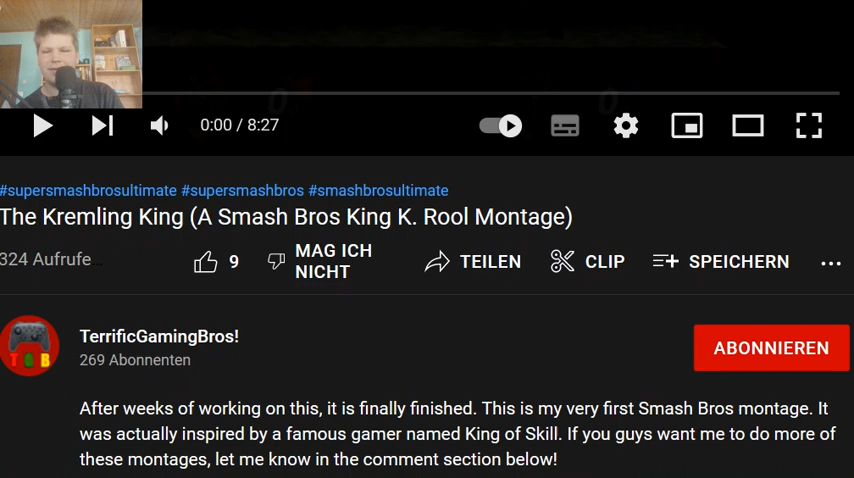 0:00 / 8:27
#supersmashbrosultimate #supersmashbros #smashbrosultimate
The Kremling King (A Smash Bros King K. Rool Montage)
324 Aufrufe
9
MAG ICH
NICHT
TEILEN
CLIP
SPEICHERN
...
TGB
TerrificGamingBros!
269 Abonnenten
ABONNIEREN
After weeks of working on this, it is finally finished. This is my very first Smash Bros montage. It
was actually inspired by a famous gamer named King of Skill. If you guys want me to do more of
these montages, let me know in the comment section below!